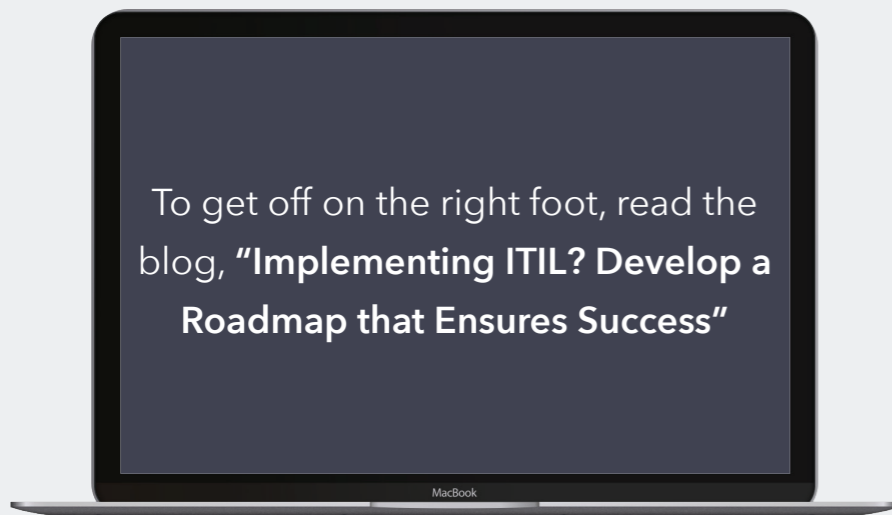 To get off on the right foot, read the
blog, “Implementing ITIL? Develop a
Roadmap that Ensures Success”
MacBook